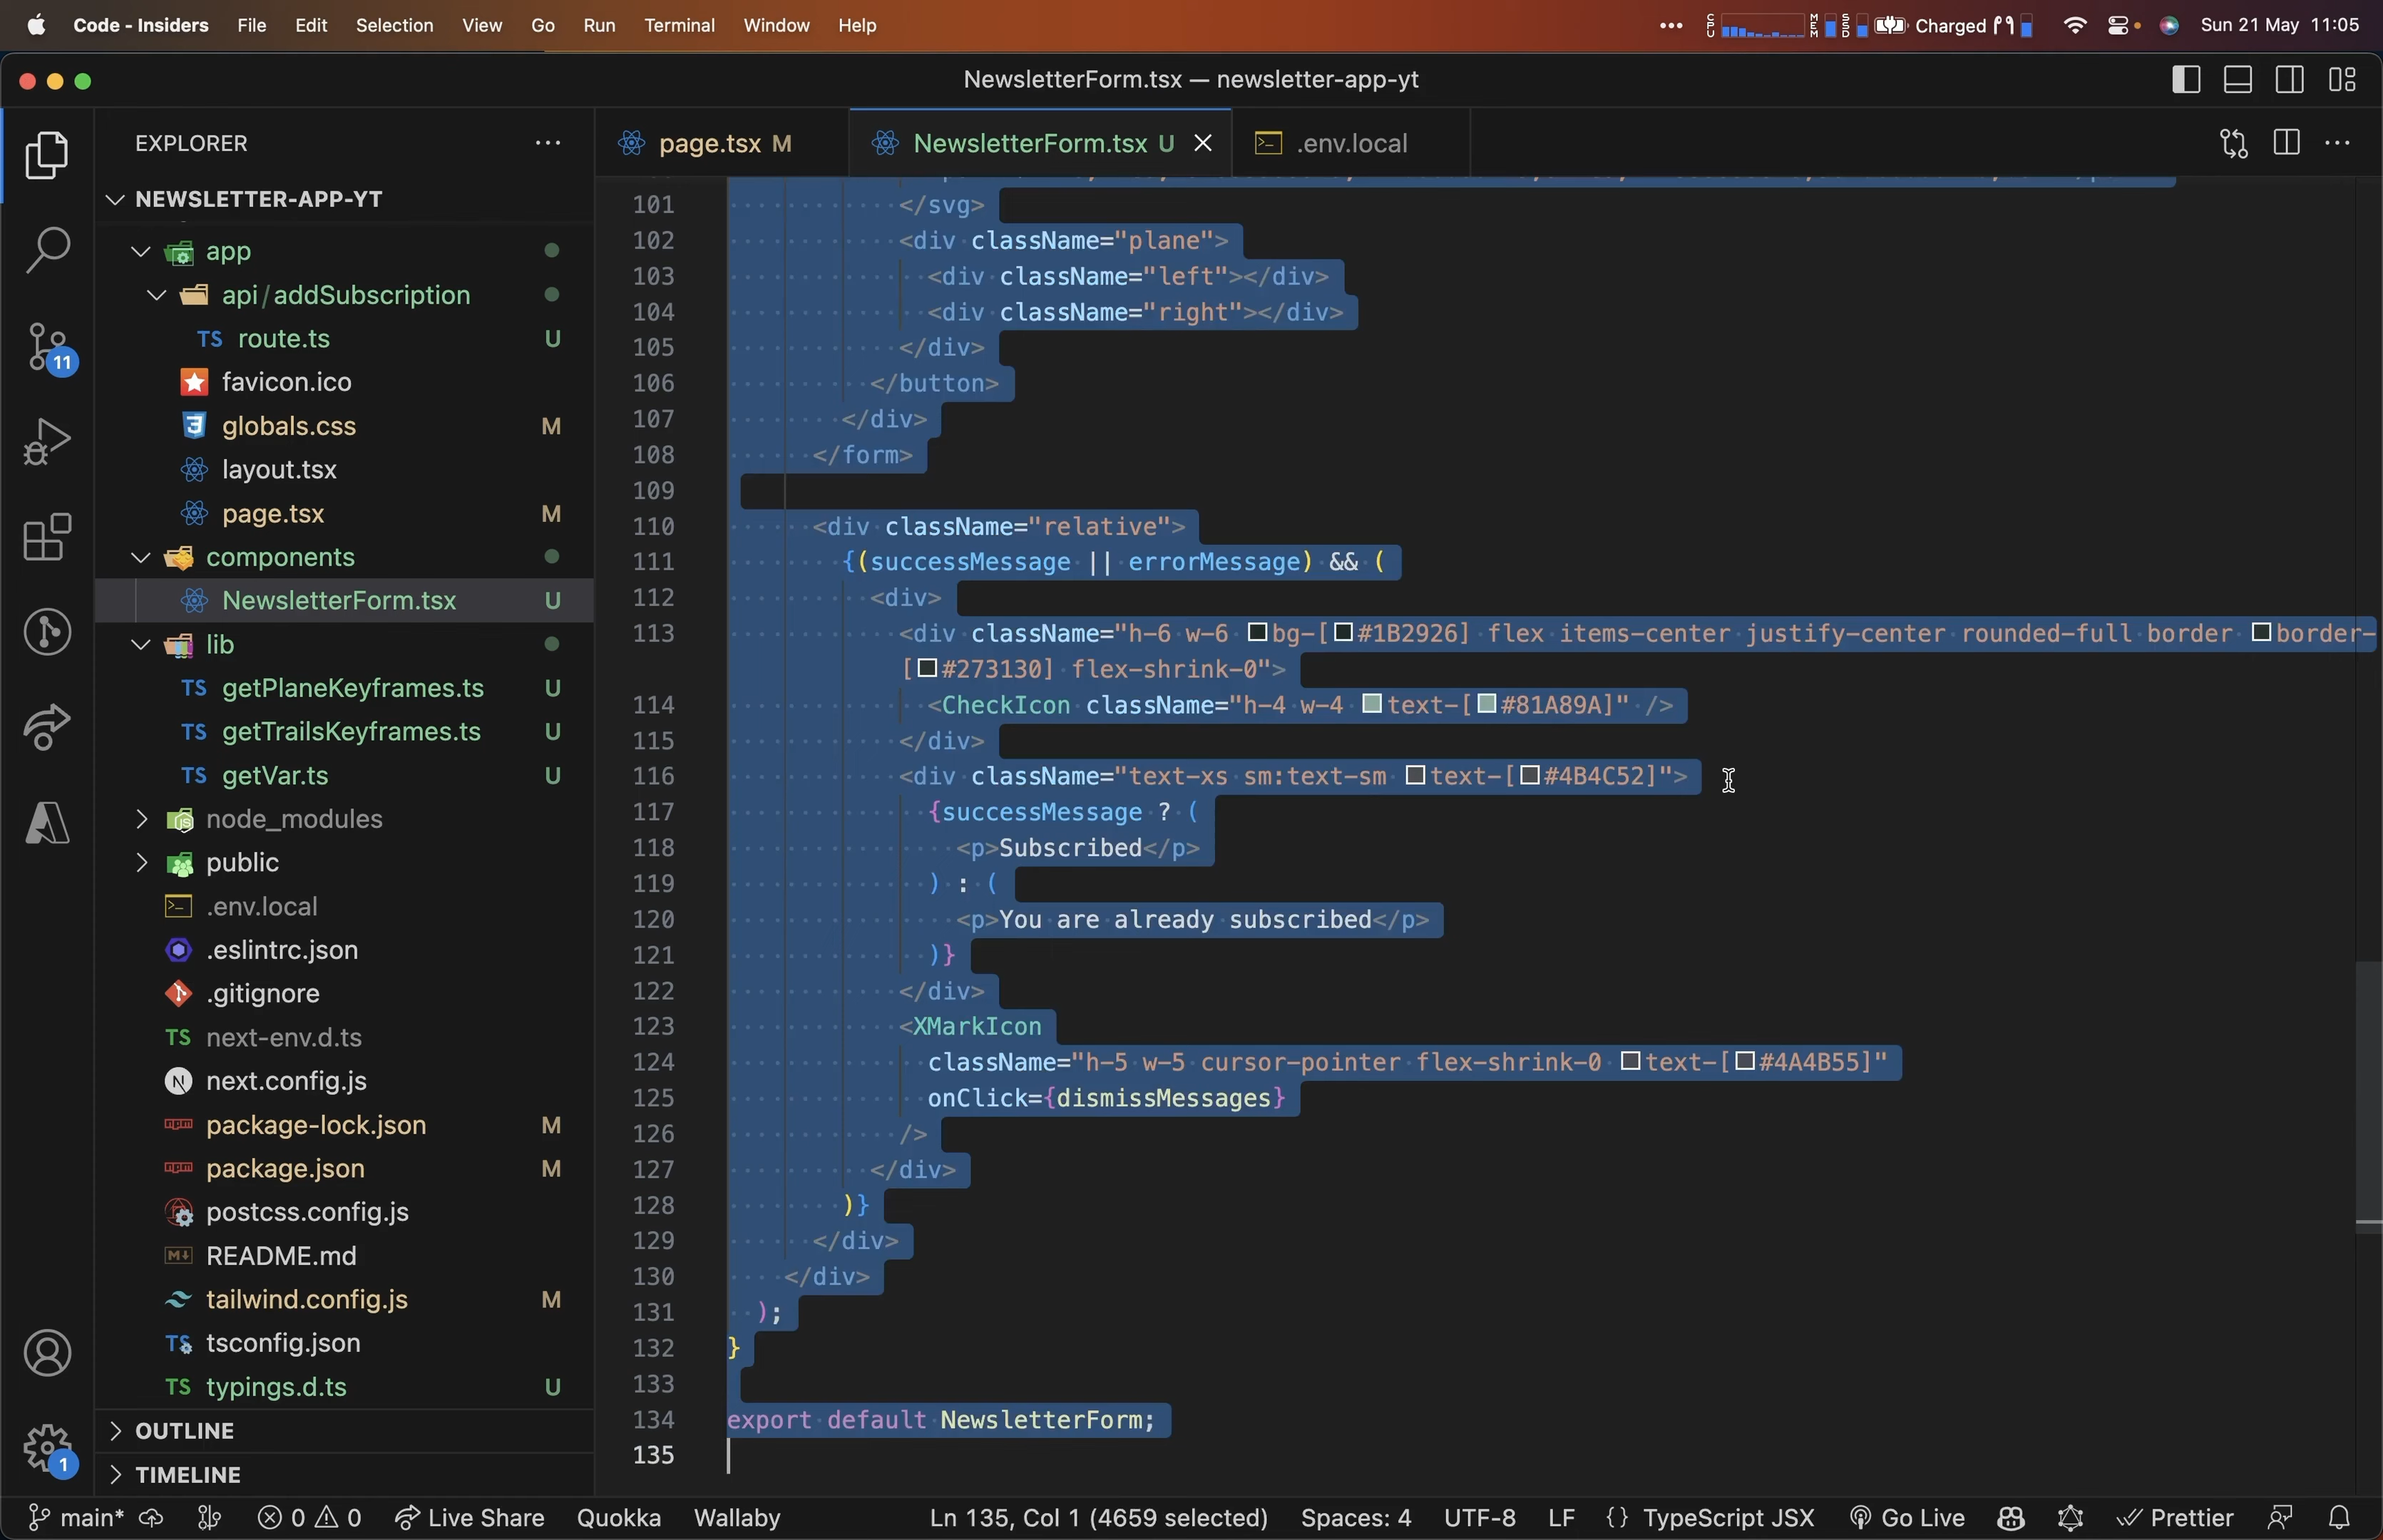 Code - Insiders File Edit Selection View Go Run Terminal Window Help ••• CPU MEM SSD Charged Sun 21 May 11:05
NewsletterForm.tsx — newsletter-app-yt
EXPLORER ···
page.tsx M NewsletterForm.tsx U .env.local ···
NEWSLETTER-APP-YT
app
api/addSubscription
TS route.ts U
favicon.ico
globals.css M
layout.tsx
page.tsx M
components
NewsletterForm.tsx U
lib
TS getPlaneKeyframes.ts U
TS getTrailsKeyframes.ts U
TS getVar.ts U
node_modules
public
.env.local
.eslintrc.json
.gitignore
TS next-env.d.ts
N next.config.js
package-lock.json M
package.json M
postcss.config.js
README.md
tailwind.config.js M
TS tsconfig.json
TS typings.d.ts U
OUTLINE
TIMELINE
11
1
101 </svg>
102 <div className="plane">
103 <div className="left"></div>
104 <div className="right"></div>
105 </div>
106 </button>
107 </div>
108 </form>
109
110 <div className="relative">
111 {(successMessage || errorMessage) && (
112 <div>
113 <div className="h-6 w-6 bg-[#1B2926] flex items-center justify-center rounded-full border border-
[#273130] flex-shrink-0">
114 <CheckIcon className="h-4 w-4 text-[#81A89A]" />
115 </div>
116 <div className="text-xs sm:text-sm text-[#4B4C52]">
117 {successMessage ? (
118 <p>Subscribed</p>
119 ) : (
120 <p>You are already subscribed</p>
121 )}
122 </div>
123 <XMarkIcon
124 className="h-5 w-5 cursor-pointer flex-shrink-0 text-[#4A4B55]"
125 onClick={dismissMessages}
126 />
127 </div>
128 )}
129 </div>
130 </div>
131 );
132 }
133
134 export default NewsletterForm;
135
main* 0 0 Live Share Quokka Wallaby Ln 135, Col 1 (4659 selected) Spaces: 4 UTF-8 LF {} TypeScript JSX Go Live Prettier